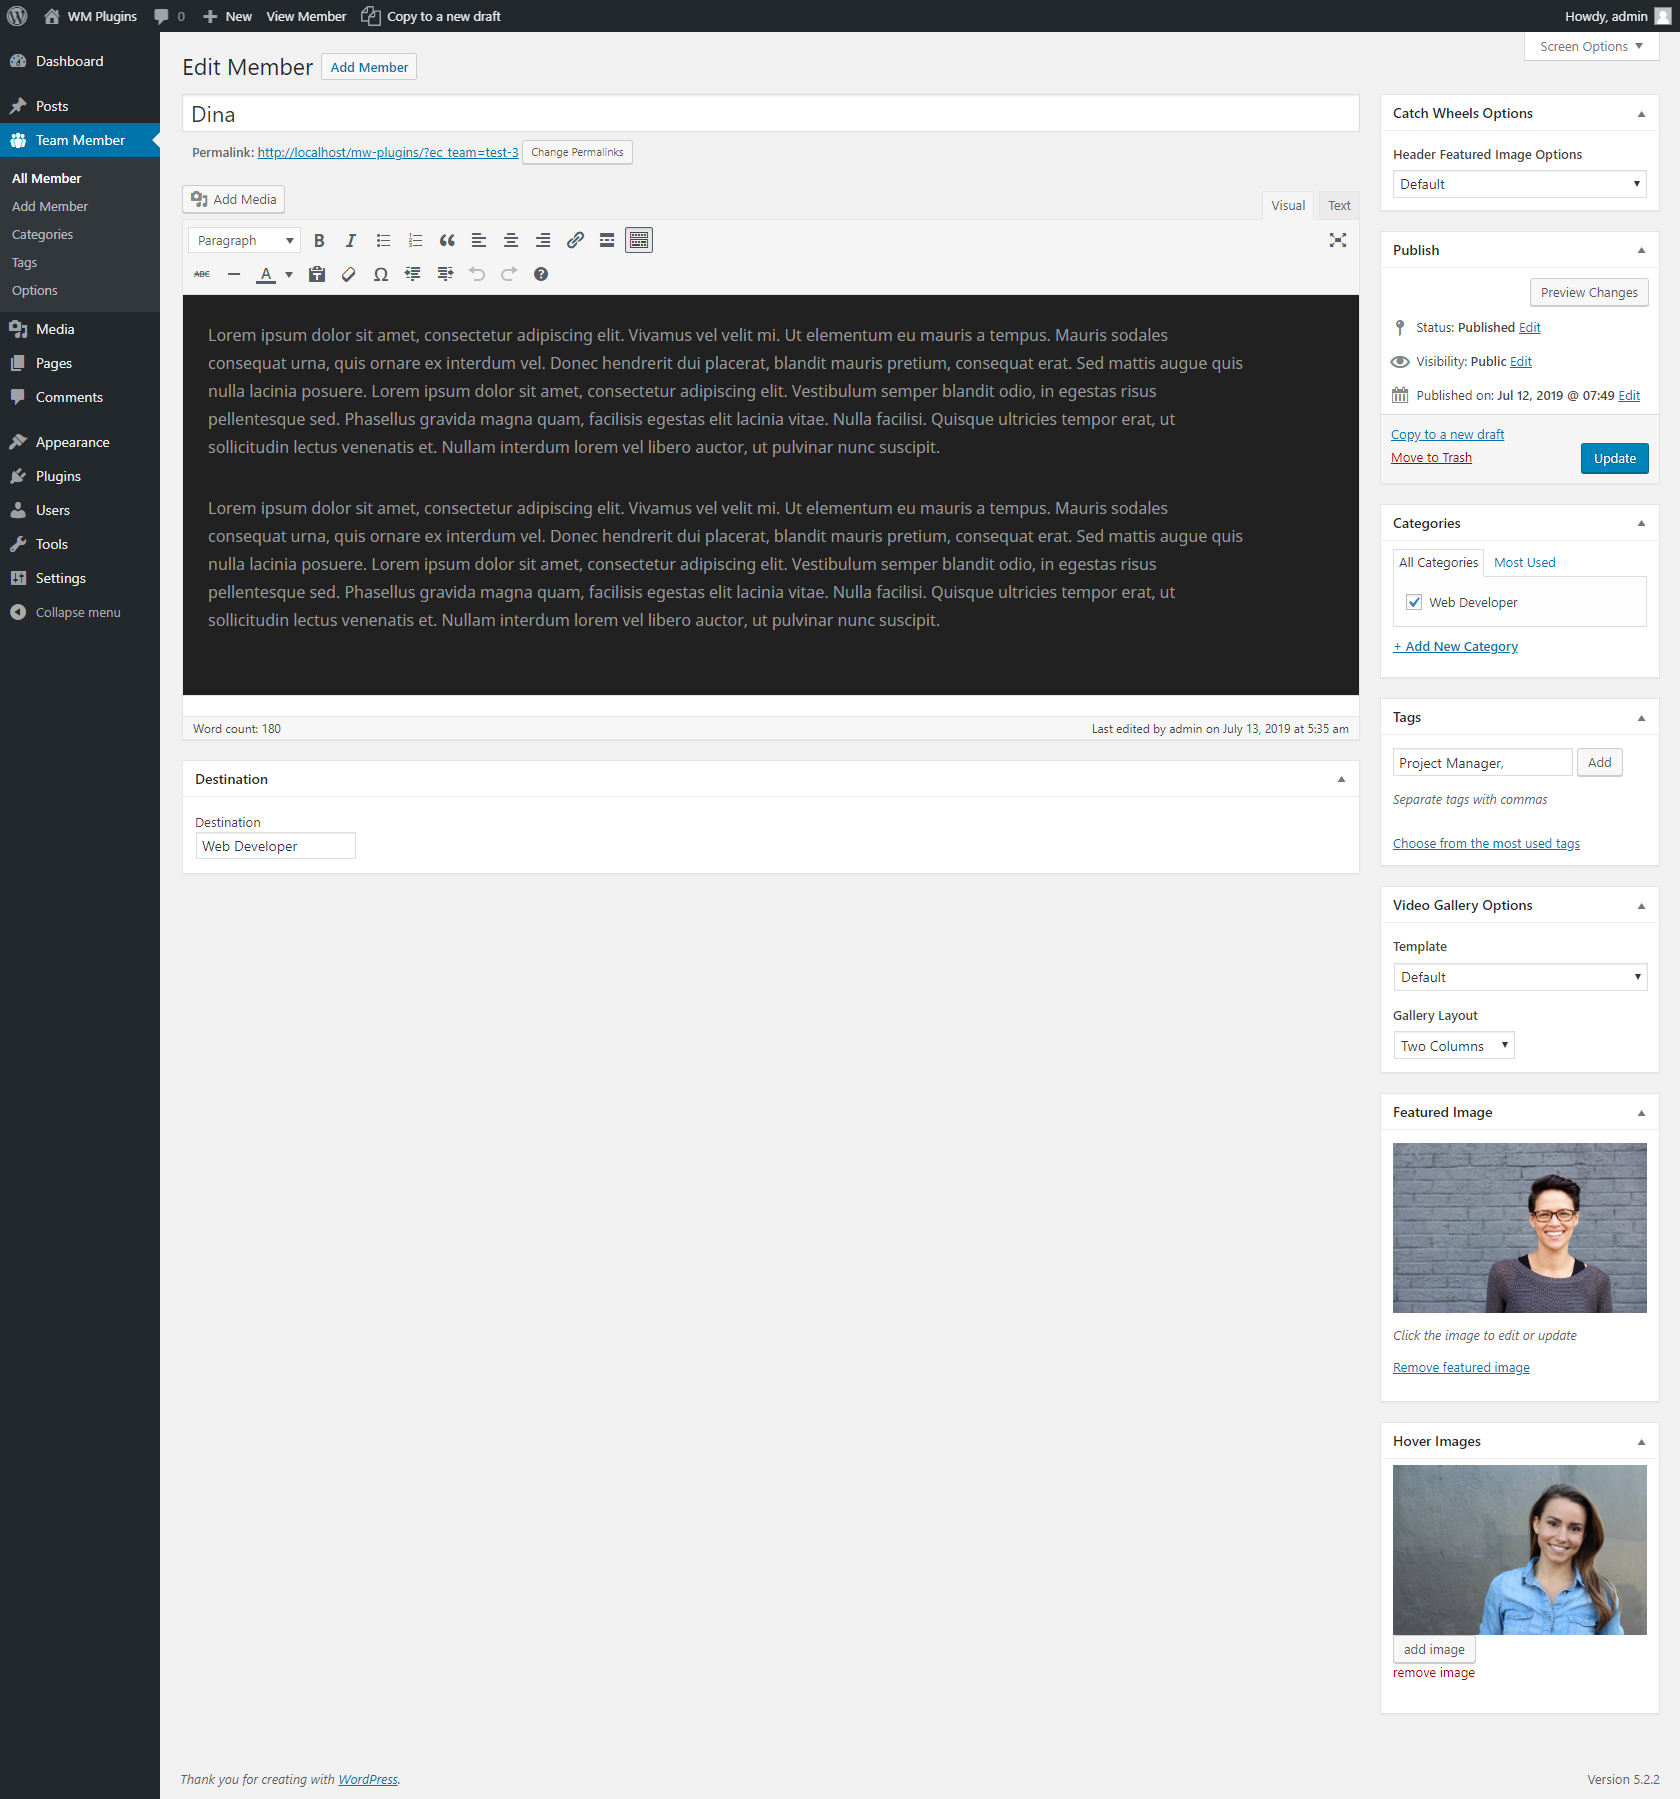 WM Plugins
0
New
View Member
Copy to a new draft
Howdy, admin
Dashboard
Posts
Team Member
All Member
Add Member
Categories
Tags
Options
Media
Pages
Comments
Appearance
Plugins
Users
Tools
Settings
Collapse menu
Screen Options
Edit Member
Add Member
Dina
Permalink: http://localhost/mw-plugins/?ec_team=test-3
Change Permalinks
Add Media
Visual
Text
Paragraph
B
I
ABC
A
Ω
Lorem ipsum dolor sit amet, consectetur adipiscing elit. Vivamus vel velit mi. Ut elementum eu mauris a tempus. Mauris sodales
consequat urna, quis ornare ex interdum vel. Donec hendrerit dui placerat, blandit mauris pretium, consequat erat. Sed mattis augue quis
nulla lacinia posuere. Lorem ipsum dolor sit amet, consectetur adipiscing elit. Vestibulum semper blandit odio, in egestas risus
pellentesque sed. Phasellus gravida magna quam, facilisis egestas elit lacinia vitae. Nulla facilisi. Quisque ultricies tempor erat, ut
sollicitudin lectus venenatis et. Nullam interdum lorem vel libero auctor, ut pulvinar nunc suscipit.
Lorem ipsum dolor sit amet, consectetur adipiscing elit. Vivamus vel velit mi. Ut elementum eu mauris a tempus. Mauris sodales
consequat urna, quis ornare ex interdum vel. Donec hendrerit dui placerat, blandit mauris pretium, consequat erat. Sed mattis augue quis
nulla lacinia posuere. Lorem ipsum dolor sit amet, consectetur adipiscing elit. Vestibulum semper blandit odio, in egestas risus
pellentesque sed. Phasellus gravida magna quam, facilisis egestas elit lacinia vitae. Nulla facilisi. Quisque ultricies tempor erat, ut
sollicitudin lectus venenatis et. Nullam interdum lorem vel libero auctor, ut pulvinar nunc suscipit.
Word count: 180
Last edited by admin on July 13, 2019 at 5:35 am
Destination
Destination
Web Developer
Catch Wheels Options
Header Featured Image Options
Default
Publish
Preview Changes
Status: Published Edit
Visibility: Public Edit
Published on: Jul 12, 2019 @ 07:49 Edit
Copy to a new draft
Move to Trash
Update
Categories
All Categories
Most Used
Web Developer
+ Add New Category
Tags
Project Manager,
Add
Separate tags with commas
Choose from the most used tags
Video Gallery Options
Template
Default
Gallery Layout
Two Columns
Featured Image
Click the image to edit or update
Remove featured image
Hover Images
add image
remove image
Thank you for creating with WordPress.
Version 5.2.2